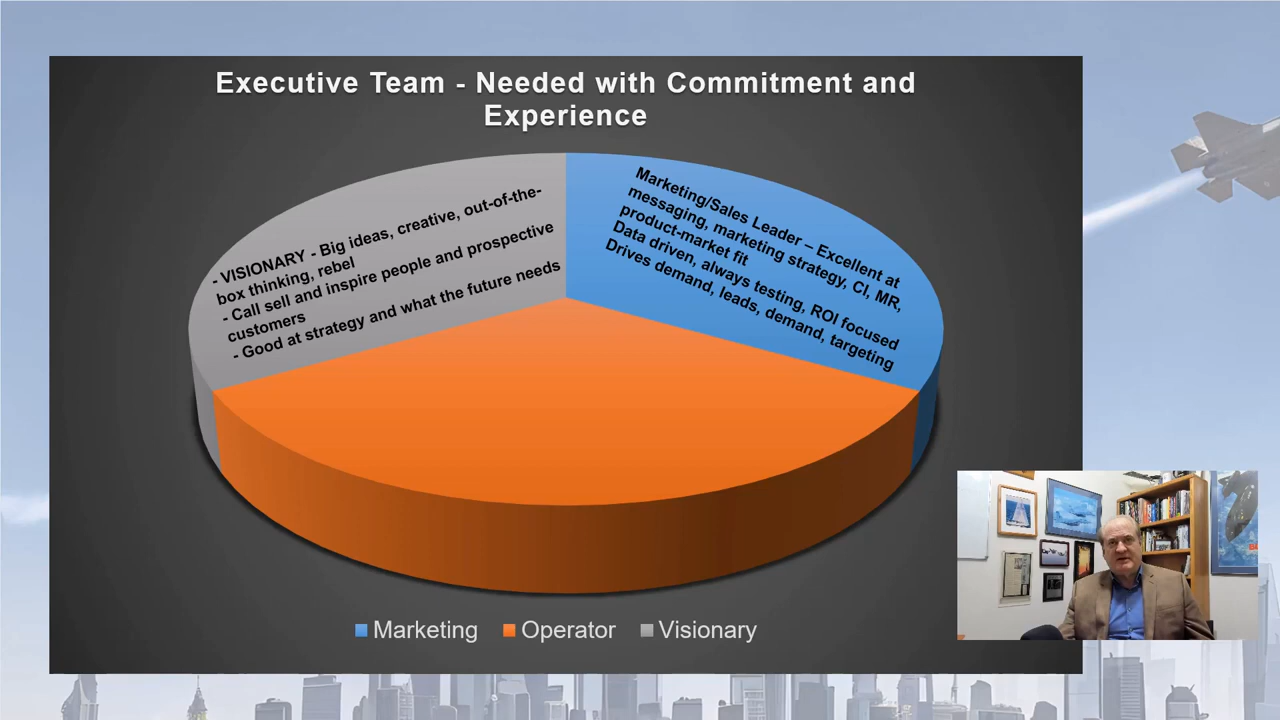 Executive Team - Needed with Commitment and
Experience
- VISIONARY - Big ideas, creative, out-of-the-
box thinking, rebel
- Call sell and inspire people and prospective
customers
- Good at strategy and what the future needs
Marketing/Sales Leader – Excellent at
messaging, marketing strategy, CI, MR,
product-market fit
Data driven, always testing, ROI focused
Drives demand, leads, demand, targeting
Marketing
Operator
Visionary